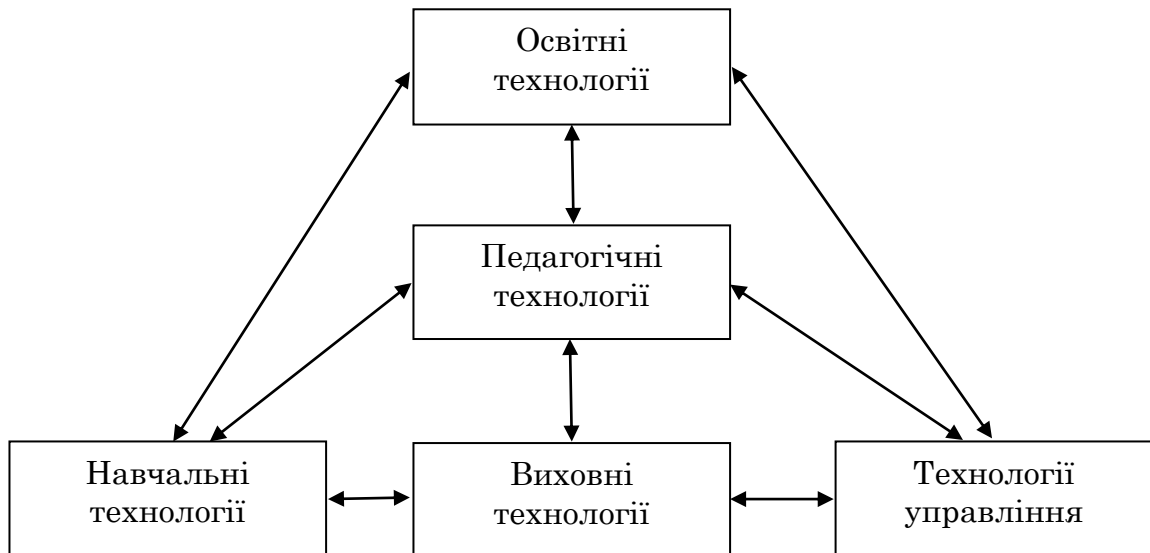 Освітні
технології
Педагогічні
технології
Навчальні
технології
Виховні
технології
Технології
управління